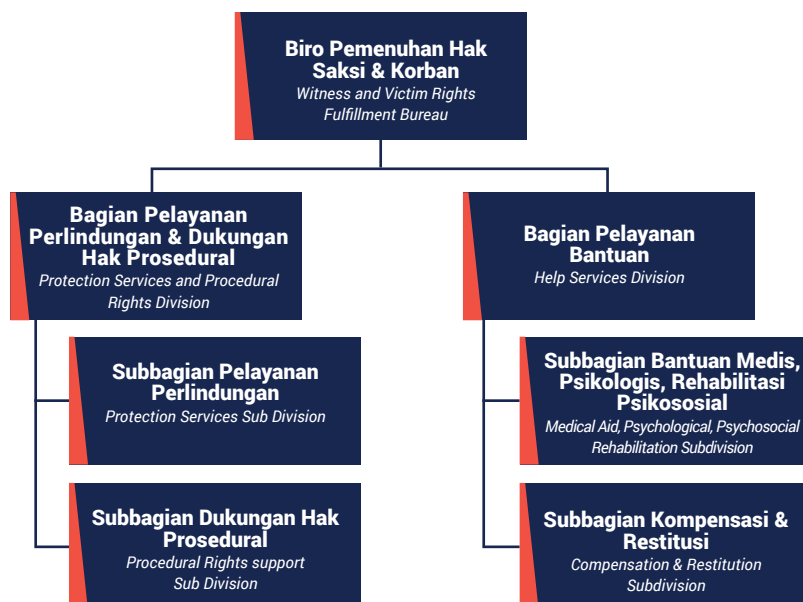 Biro Pemenuhan Hak
Saksi & Korban
Witness and Victim Rights
Fulfillment Bureau
Bagian Pelayanan
Perlindungan & Dukungan
Hak Prosedural
Protection Services and Procedural
Rights Division
Bagian Pelayanan
Bantuan
Help Services Division
Subbagian Pelayanan
Perlindungan
Protection Services Sub Division
Subbagian Bantuan Medis,
Psikologis, Rehabilitasi
Psikososial
Medical Aid, Psychological, Psychosocial
Rehabilitation Subdivision
Subbagian Dukungan Hak
Prosedural
Procedural Rights support
Sub Division
Subbagian Kompensasi &
Restitusi
Compensation & Restitution
Subdivision